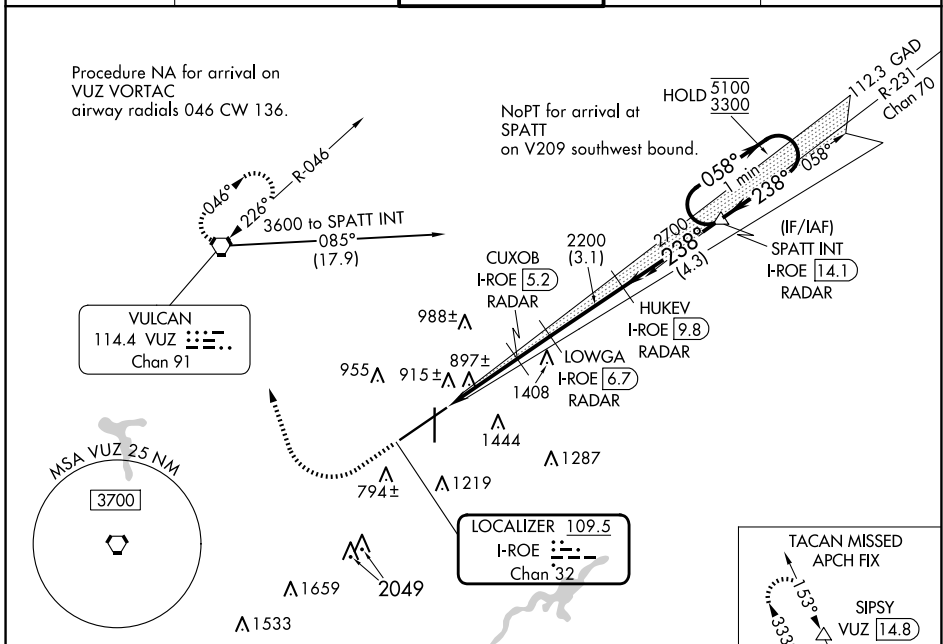 Procedure NA for arrival on
VUZ VORTAC
airway radials 046 CW 136.
NoPT for arrival at
SPATT
on V209 southwest bound.
HOLD 5100
3300
112.3 GAD
R-231
Chan 70
058°
1 min
238°
058°
046°
226°
R-046
3600 to SPATT INT
085°
(17.9)
2700
238°
(4.3)
2200
(3.1)
(IF/IAF)
SPATT INT
I-ROE 14.1
RADAR
CUXOB
I-ROE 5.2
RADAR
HUKEV
I-ROE 9.8
RADAR
LOWGA
I-ROE 6.7
RADAR
VULCAN
114.4 VUZ
Chan 91
988±
955
915±
897±
1408
1444
1287
1219
794±
MSA VUZ 25 NM
3700
LOCALIZER 109.5
I-ROE
Chan 32
2049
1659
1533
TACAN MISSED
APCH FIX
153°
333
SIPSY
VUZ 14.8